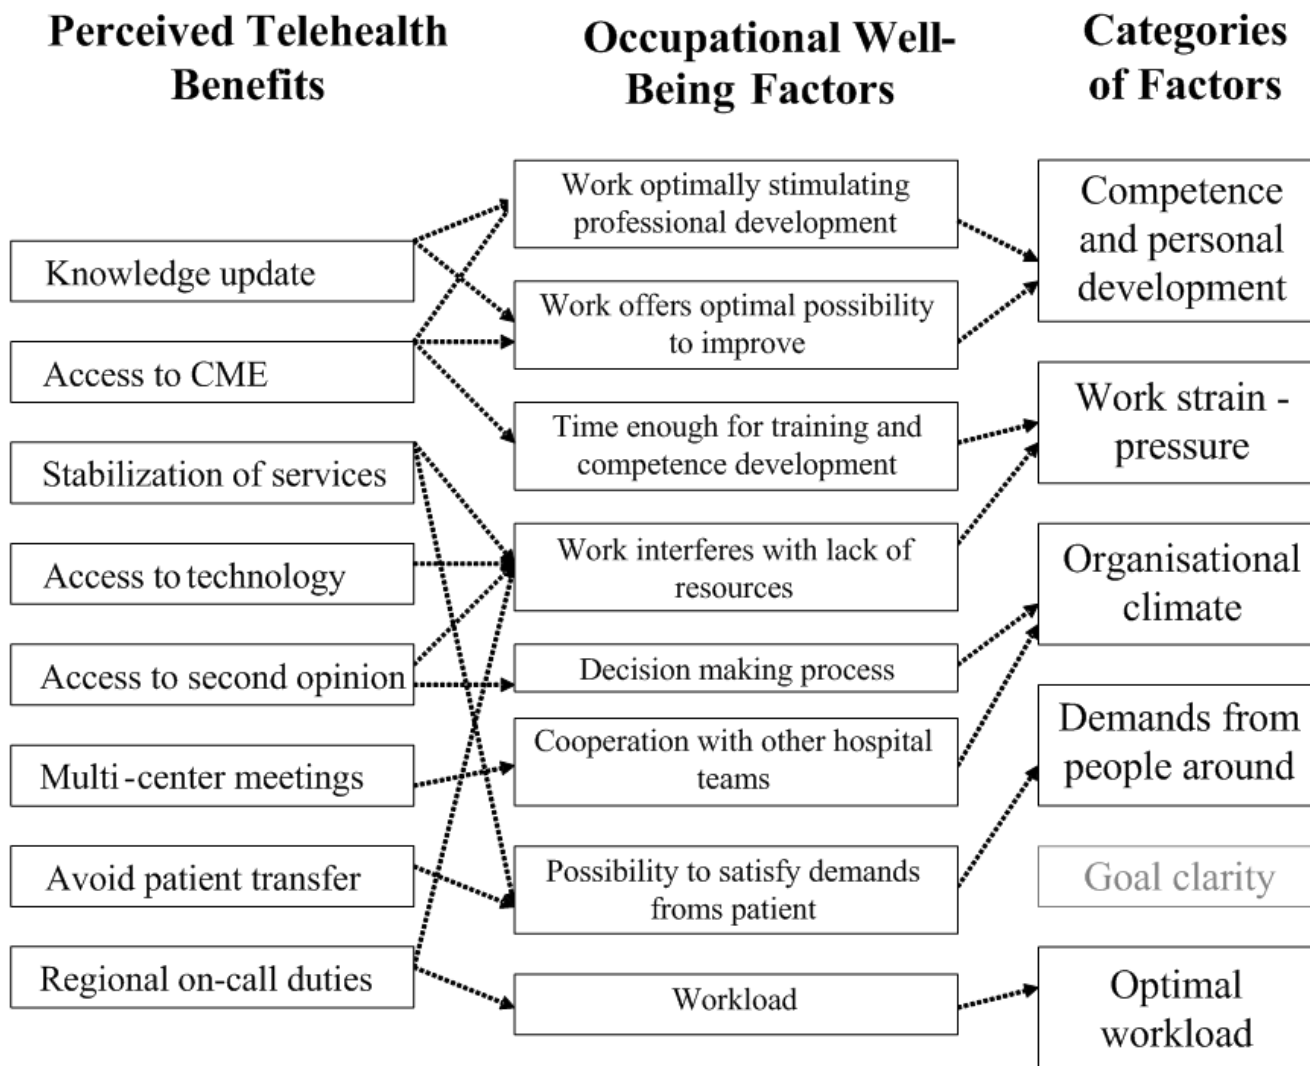 Perceived Telehealth
Benefits
Occupational Well-
Being Factors
Categories
of Factors
Knowledge update
Access to CME
Stabilization of services
Access to technology
Access to second opinion
Multi-center meetings
Avoid patient transfer
Regional on-call duties
Work optimally stimulating
professional development
Work offers optimal possibility
to improve
Time enough for training and
competence development
Work interferes with lack of
resources
Decision making process
Cooperation with other hospital
teams
Possibility to satisfy demands
froms patient
Workload
Competence
and personal
development
Work strain -
pressure
Organisational
climate
Demands from
people around
Goal clarity
Optimal
workload